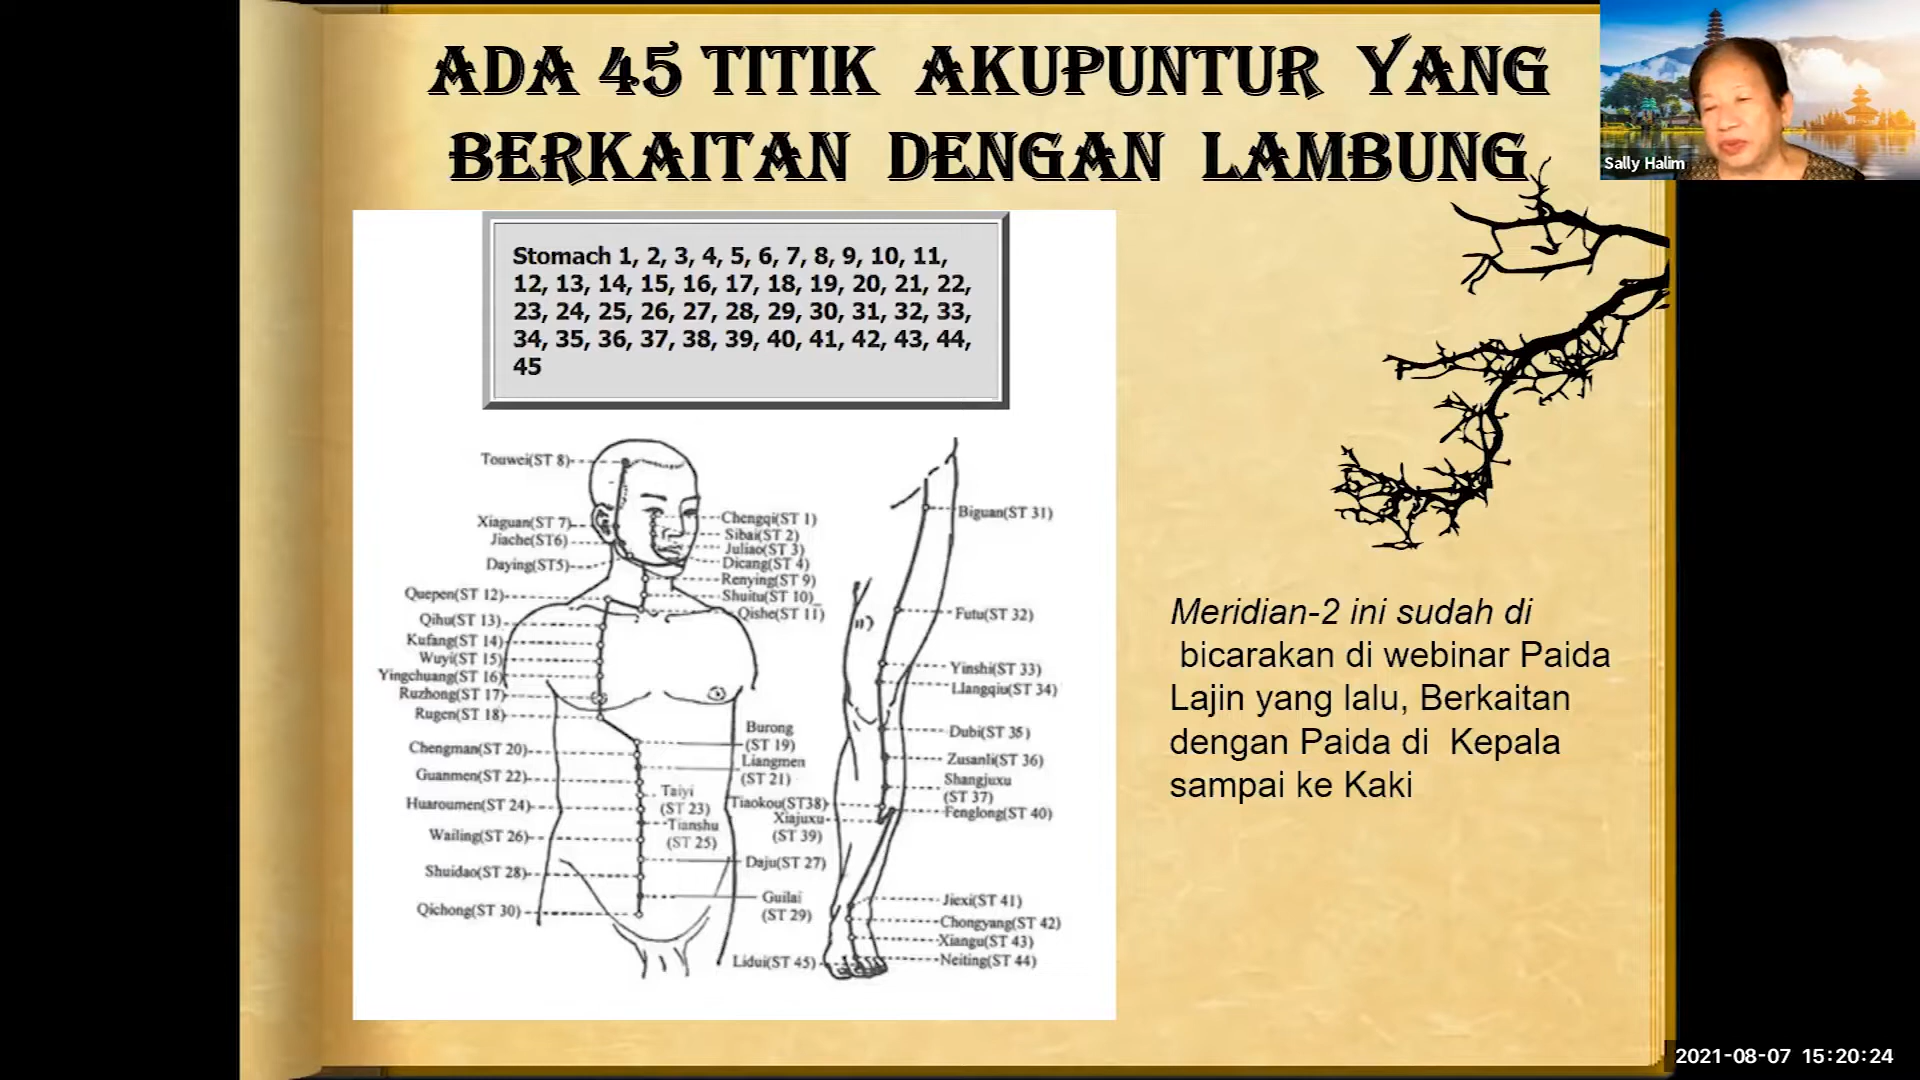 ADA 45 TITIK AKUPUNTUR YANG
BERKAITAN DENGAN LAMBUNG
Sally Halim
Stomach 1, 2, 3, 4, 5, 6, 7, 8, 9, 10, 11,
12, 13, 14, 15, 16, 17, 18, 19, 20, 21, 22,
23, 24, 25, 26, 27, 28, 29, 30, 31, 32, 33,
34, 35, 36, 37, 38, 39, 40, 41, 42, 43, 44,
45
Touwei(ST 8)
Xiaguan(ST 7)
Jiache(ST6)
Daying(ST5)
Quepen(ST 12)
Qihu(ST 13)
Kufang(ST 14)
Wuyi(ST 15)
Yingchuang(ST 16)
Ruzhong(ST 17)
Rugen(ST 18)
Chengman(ST 20)
Guanmen(ST 22)
Huaroumen(ST 24)
Wailing(ST 26)
Shuidao(ST 28)
Qichong(ST 30)
Chengqi(ST 1)
Sibai(ST 2)
Juliao(ST 3)
Dicang(ST 4)
Renying(ST 9)
Shuitu(ST 10)
Qishe(ST 11)
Burong
(ST 19)
Liangmen
(ST 21)
Taiyi
(ST 23)
Tianshu
(ST 25)
Daju(ST 27)
Guilai
(ST 29)
Biguan(ST 31)
Futu(ST 32)
Yinshi(ST 33)
Liangqiu(ST 34)
Dubi(ST 35)
Zusanli(ST 36)
Shangjuxu
(ST 37)
Tiaokou(ST38)
Xiajuxu
(ST 39)
Fenglong(ST 40)
Jiexi(ST 41)
Chongyang(ST 42)
Xiangu(ST 43)
Neiting(ST 44)
Lidui(ST 45)
Meridian-2 ini sudah di
bicarakan di webinar Paida
Lajin yang lalu, Berkaitan
dengan Paida di Kepala
sampai ke Kaki
2021-08-07 15:20:24